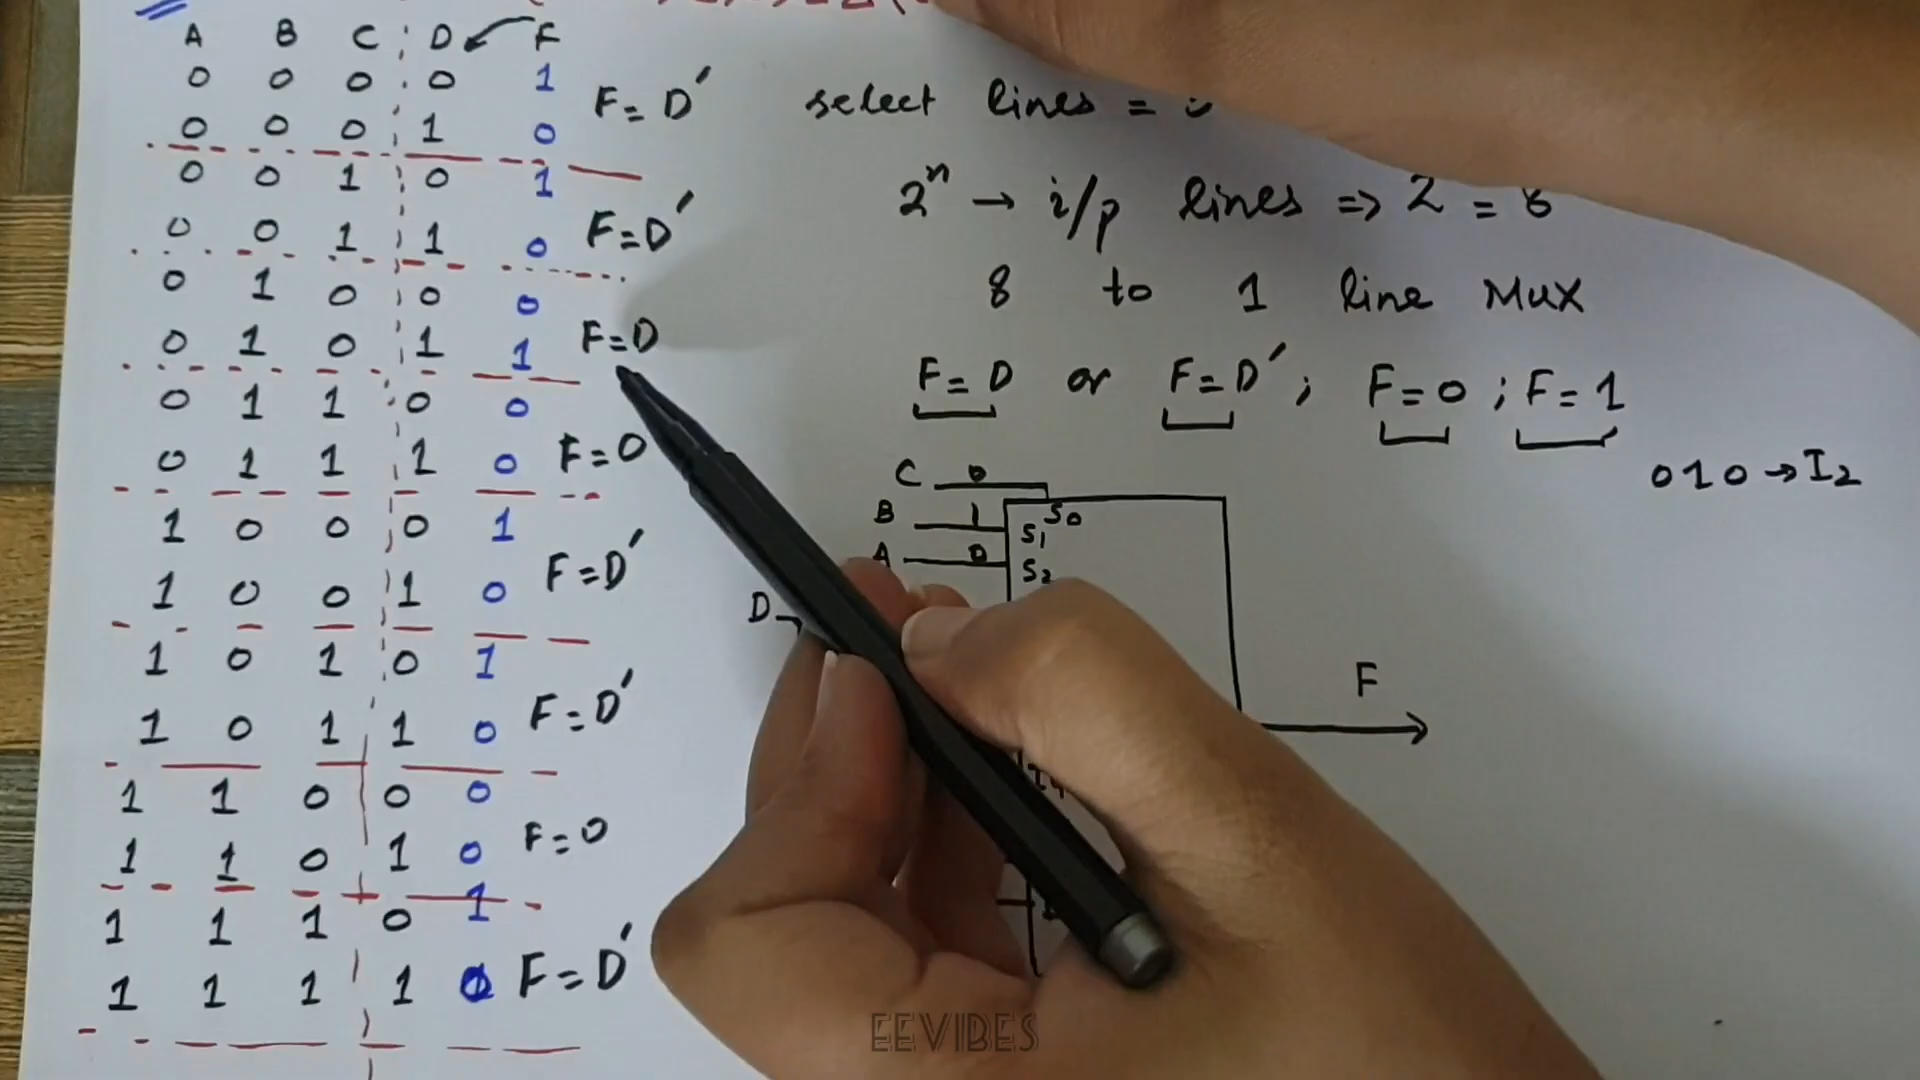 A B C D F
0 0 0 0 1
F = D′
0 0 0 1 0
0 0 1 0 1
F = D′
0 0 1 1 0
0 1 0 0 0
F = D
0 1 0 1 1
0 1 1 0 0
F = 0
0 1 1 1 0
1 0 0 0 1
F = D′
1 0 0 1 0
1 0 1 0 1
F = D′
1 0 1 1 0
1 1 0 0 0
F = 0
1 1 0 1 0
1 1 1 0 1
1 1 1 1 0 F = D′
select lines =
2ⁿ → i/p lines ⇒ 2 = 8
8 to 1 line MUX
F = D or F = D′ ; F = 0 ; F = 1
0 1 0 → I₂
C 0 S₀
B 1 S₁
A 0 S₂
D
F
I₄
EEVIBES